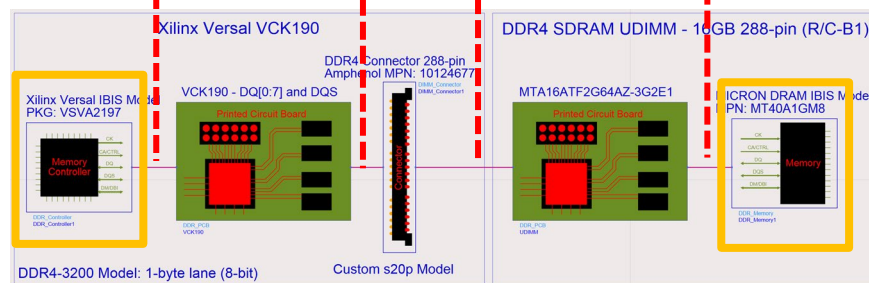 Xilinx Versal VCK190
DDR4 SDRAM UDIMM - 16GB 288-pin (R/C-B1)
DDR4 Connector 288-pin
Amphenol MPN: 10124677
DIMM_Connector
DIMM_Connector1
Xilinx Versal IBIS Model
PKG: VSVA2197
VCK190 - DQ[0:7] and DQS
MTA16ATF2G64AZ-3G2E1
MICRON DRAM IBIS Mode
MPN: MT40A1GM8
Printed Circuit Board
Printed Circuit Board
Memory
Controller
CK
CA/CTRL
DQ
DQS
DM/DBI
Connector
CK
CA/CTRL
DQ
DQS
DM/DBI
Memory
DDR_Controller
DDR_Controller1
DDR_PCB
VCK190
DDR_PCB
UDIMM
DDR_Memory
DDR_Memory1
DDR4-3200 Model: 1-byte lane (8-bit)
Custom s20p Model